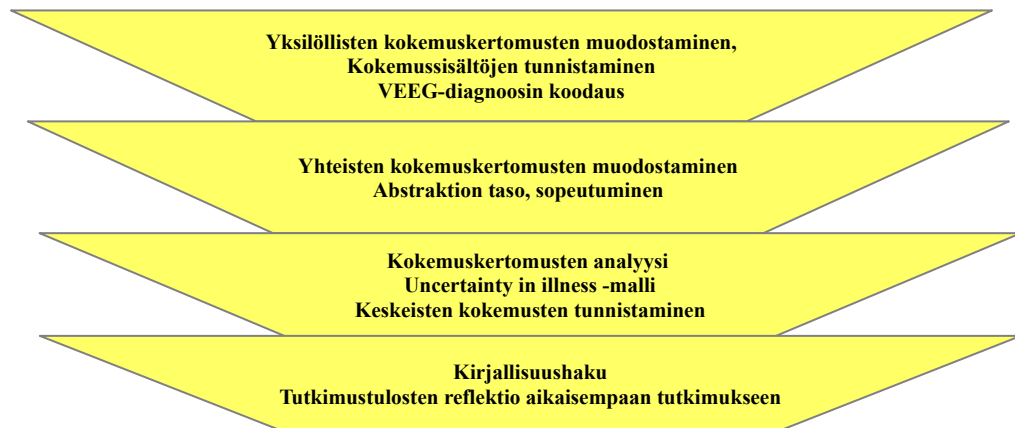 Yksilöllisten kokemuskertomusten muodostaminen,
Kokemussisältöjen tunnistaminen
VEEG-diagnoosin koodaus
Yhteisten kokemuskertomusten muodostaminen
Abstraktion taso, sopeutuminen
Kokemuskertomusten analyysi
Uncertainty in illness -malli
Keskeisten kokemusten tunnistaminen
Kirjallisuushaku
Tutkimustulosten reflektio aikaisempaan tutkimukseen